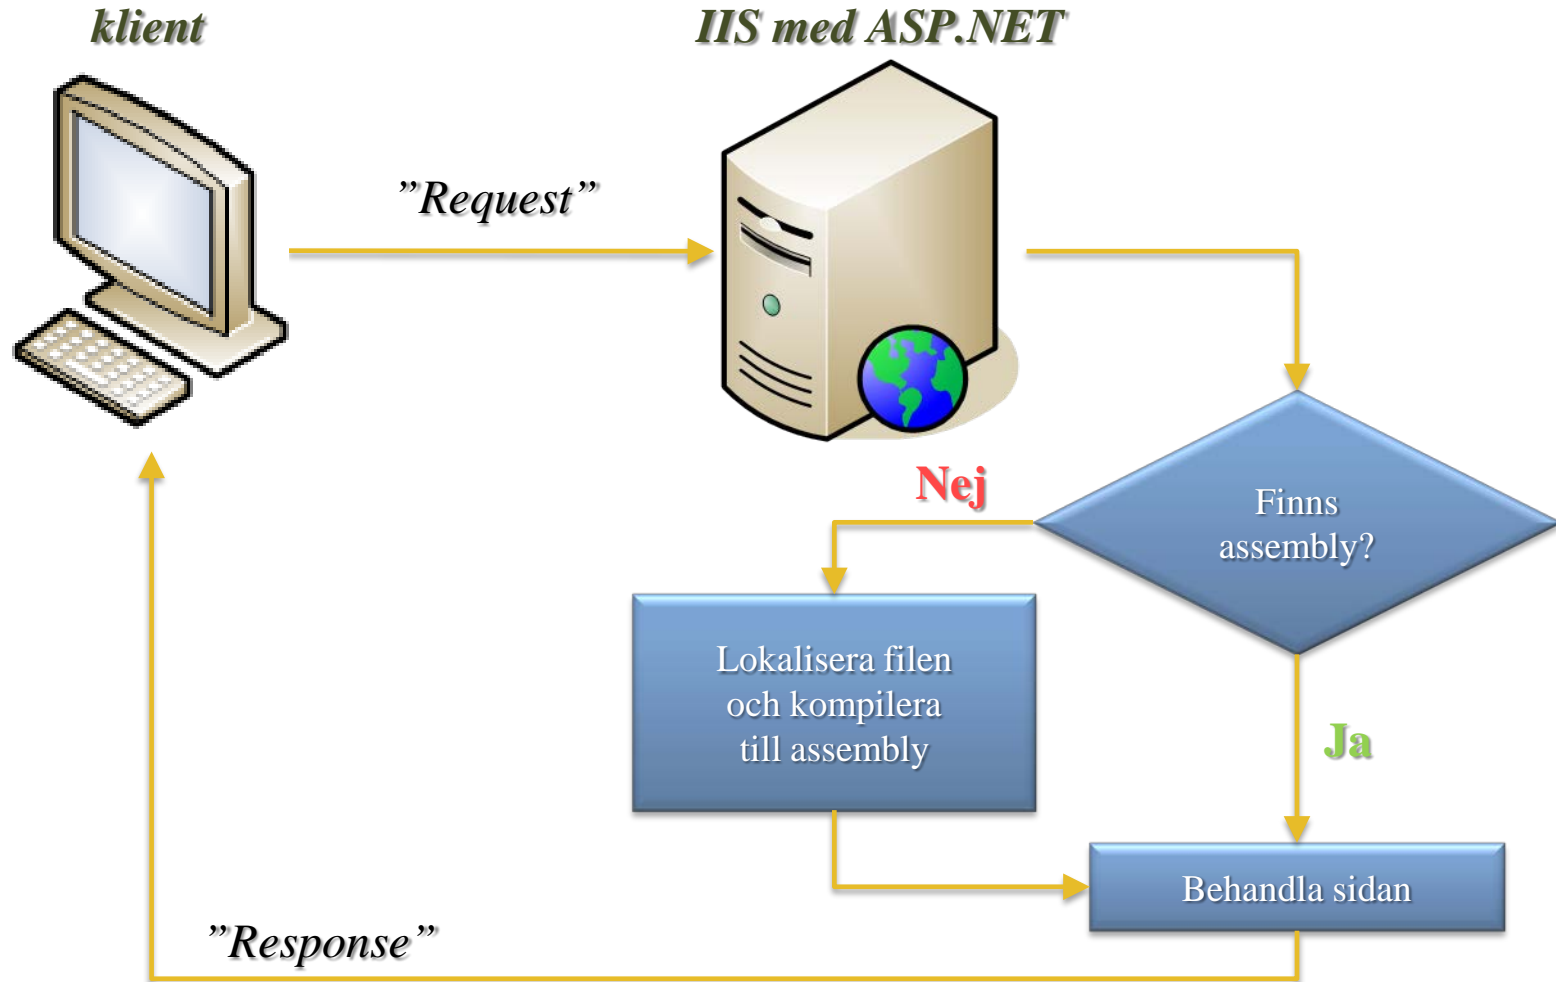 klient
IIS med ASP.NET
”Request”
Nej
Finns
assembly?
Lokalisera filen
och kompilera
till assembly
Ja
Behandla sidan
”Response”